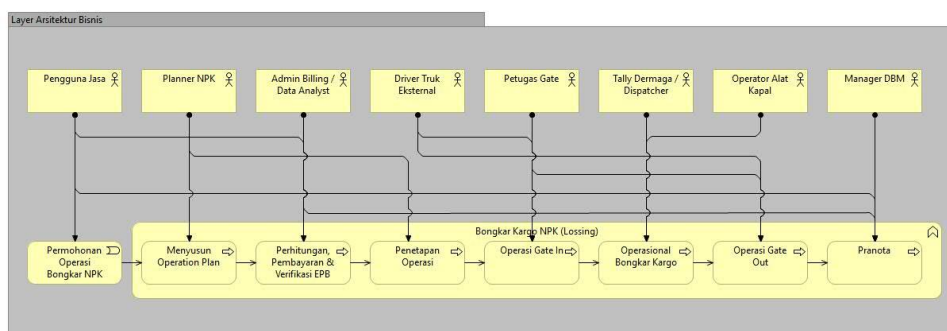 Layer Arsitektur Bisnis
Pengguna Jasa
Planner NPK
Admin Billing /
Data Analyst
Driver Truk
Eksternal
Petugas Gate
Tally Dermaga /
Dispatcher
Operator Alat
Kapal
Manager DBM
Bongkar Kargo NPK (Lossing)
Permohonan
Operasi
Bongkar NPK
Menyusun
Operation Plan
Perhitungan,
Pembayaran &
Verifikasi EPB
Penetapan
Operasi
Operasi Gate In
Operasional
Bongkar Kargo
Operasi Gate
Out
Pranota